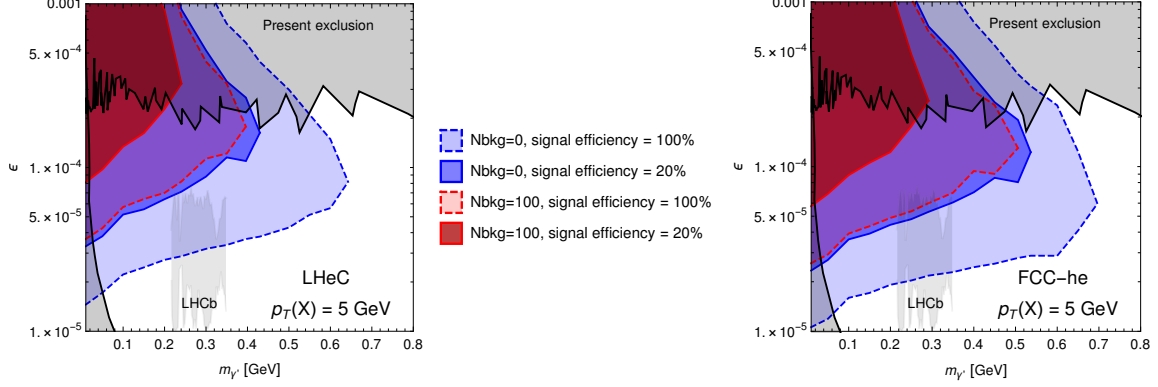 0.001
5. × 10⁻⁴
1. × 10⁻⁴
5. × 10⁻⁵
1. × 10⁻⁵
ϵ
Present exclusion
LHeC
LHCb
p_T(X) = 5 GeV
0.1 0.2 0.3 0.4 0.5 0.6 0.7 0.8
m_γ' [GeV]
Nbkg=0, signal efficiency = 100%
Nbkg=0, signal efficiency = 20%
Nbkg=100, signal efficiency = 100%
Nbkg=100, signal efficiency = 20%
0.001
5. × 10⁻⁴
1. × 10⁻⁴
5. × 10⁻⁵
1. × 10⁻⁵
ϵ
Present exclusion
FCC-he
LHCb
p_T(X) = 5 GeV
0.1 0.2 0.3 0.4 0.5 0.6 0.7 0.8
m_γ' [GeV]